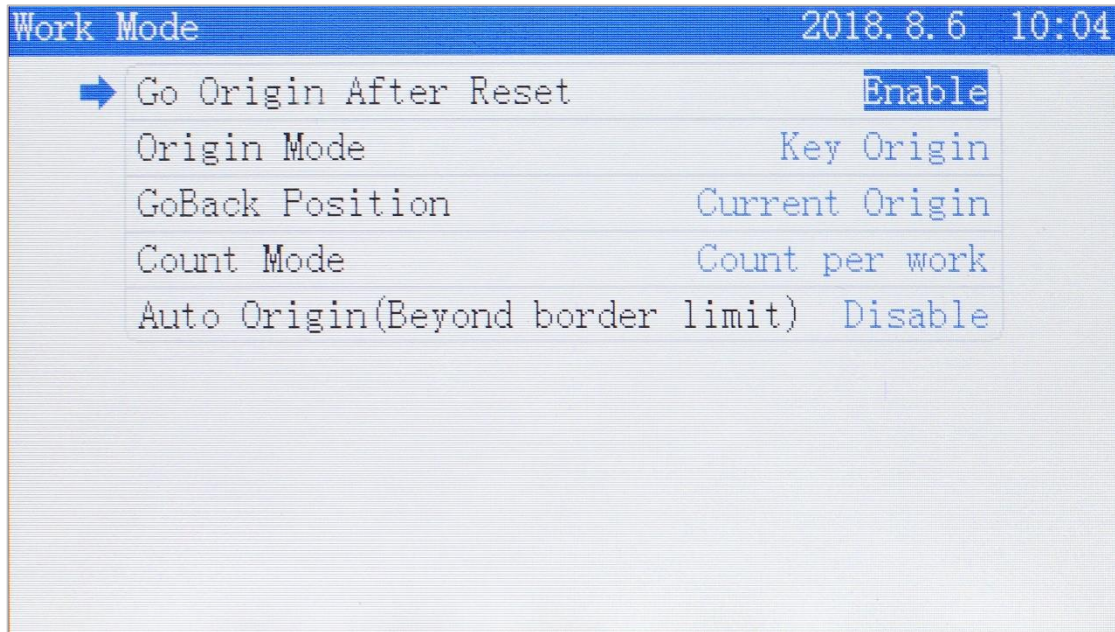 Work Mode 2018. 8. 6 10:04
Go Origin After Reset Enable
Origin Mode Key Origin
GoBack Position Current Origin
Count Mode Count per work
Auto Origin(Beyond border limit) Disable